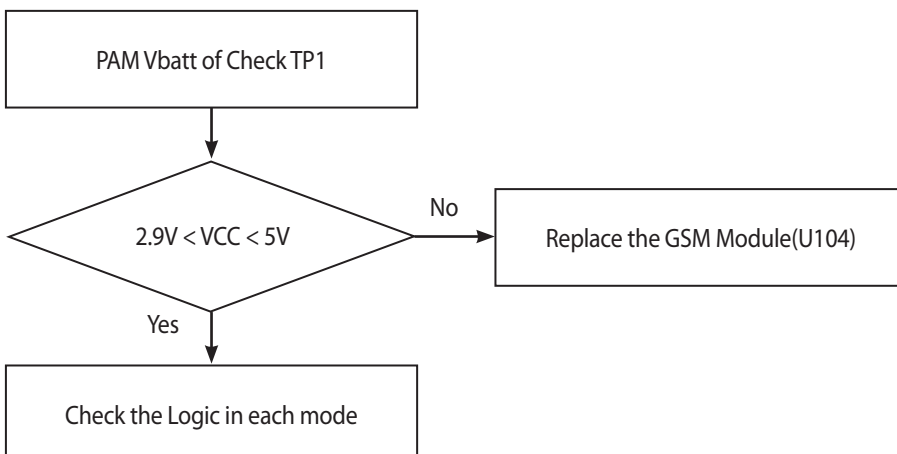 PAM Vbatt of Check TP1
2.9V < VCC < 5V
No
Replace the GSM Module(U104)
Yes
Check the Logic in each mode